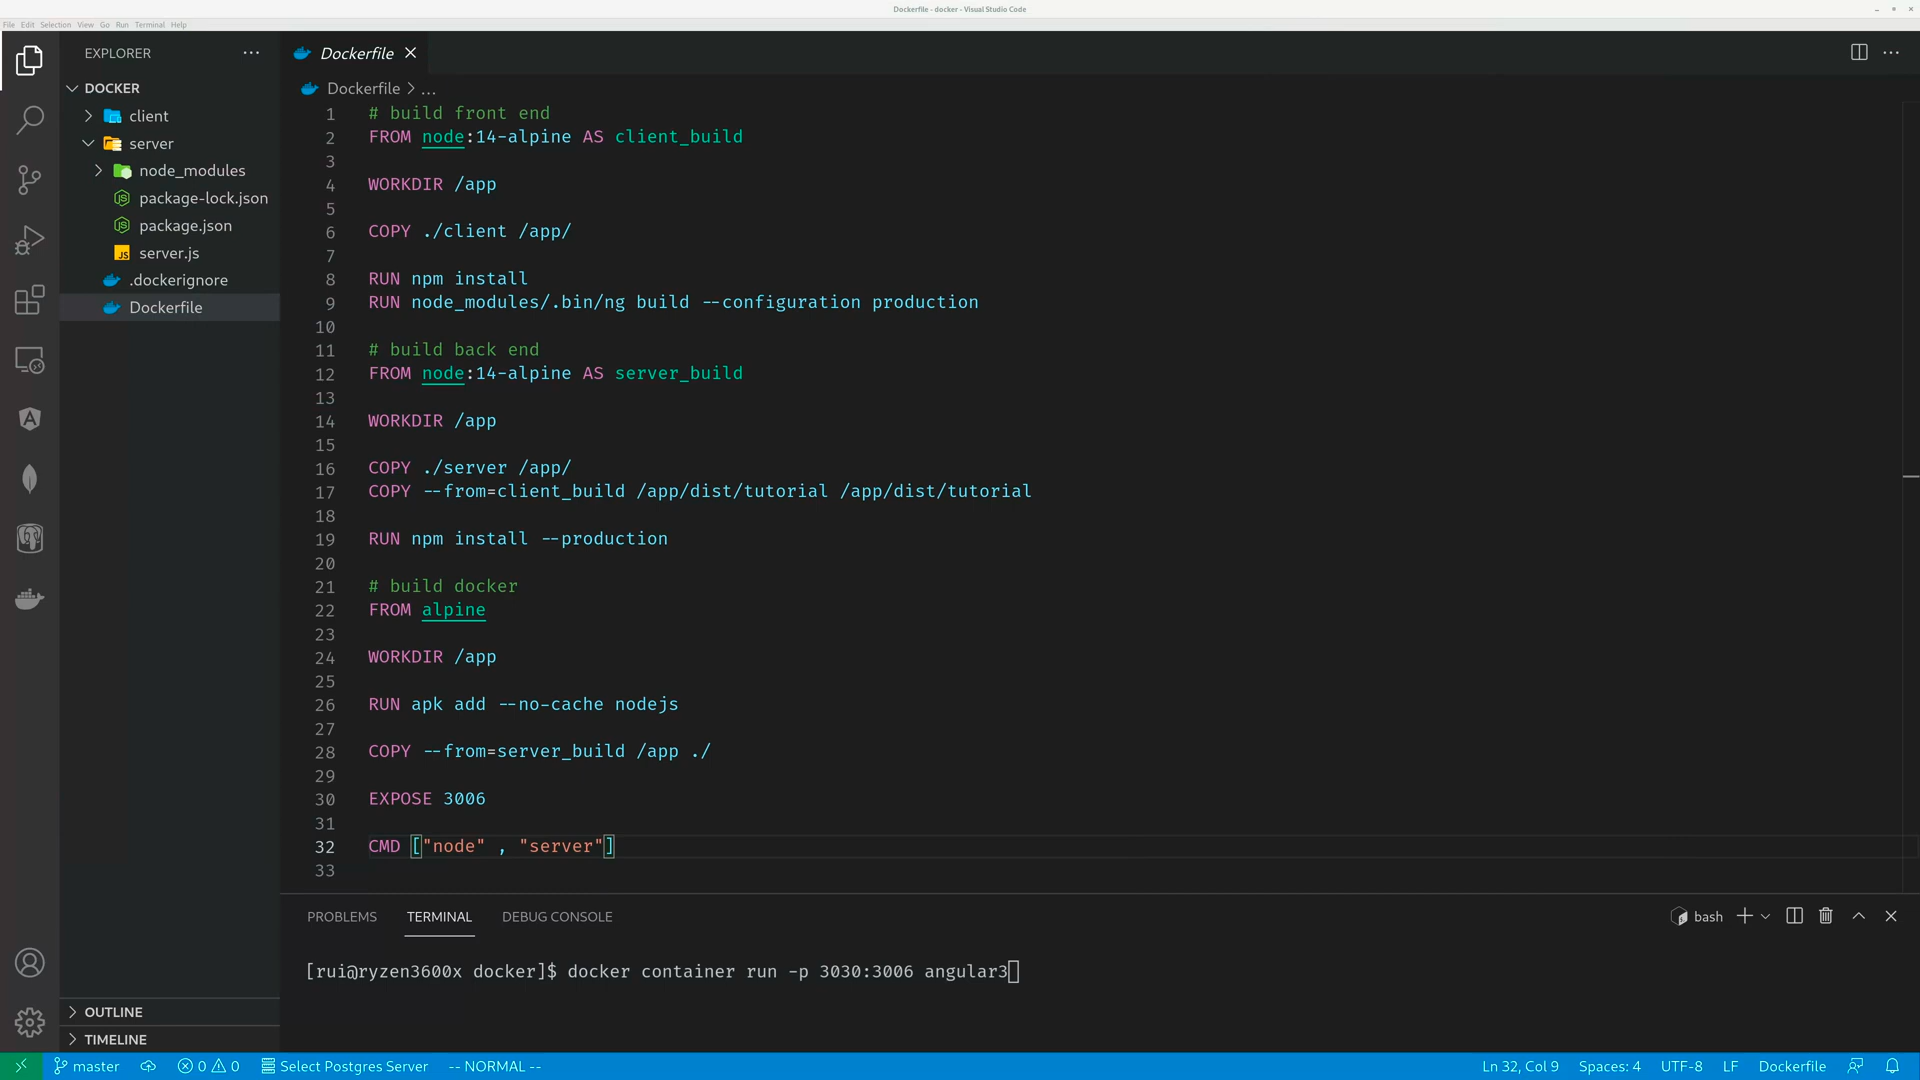 Dockerfile - docker - Visual Studio Code
File Edit Selection View Go Run Terminal Help
EXPLORER
DOCKER
client
server
node_modules
package-lock.json
package.json
server.js
.dockerignore
Dockerfile
OUTLINE
TIMELINE
Dockerfile
Dockerfile > ...
1 # build front end
2 FROM node:14-alpine AS client_build
3
4 WORKDIR /app
5
6 COPY ./client /app/
7
8 RUN npm install
9 RUN node_modules/.bin/ng build --configuration production
10
11 # build back end
12 FROM node:14-alpine AS server_build
13
14 WORKDIR /app
15
16 COPY ./server /app/
17 COPY --from=client_build /app/dist/tutorial /app/dist/tutorial
18
19 RUN npm install --production
20
21 # build docker
22 FROM alpine
23
24 WORKDIR /app
25
26 RUN apk add --no-cache nodejs
27
28 COPY --from=server_build /app ./
29
30 EXPOSE 3006
31
32 CMD ["node" , "server"]
33
PROBLEMS TERMINAL DEBUG CONSOLE
bash
[rui@ryzen3600x docker]$ docker container run -p 3030:3006 angular3
master 0 0 Select Postgres Server -- NORMAL -- Ln 32, Col 9 Spaces: 4 UTF-8 LF Dockerfile